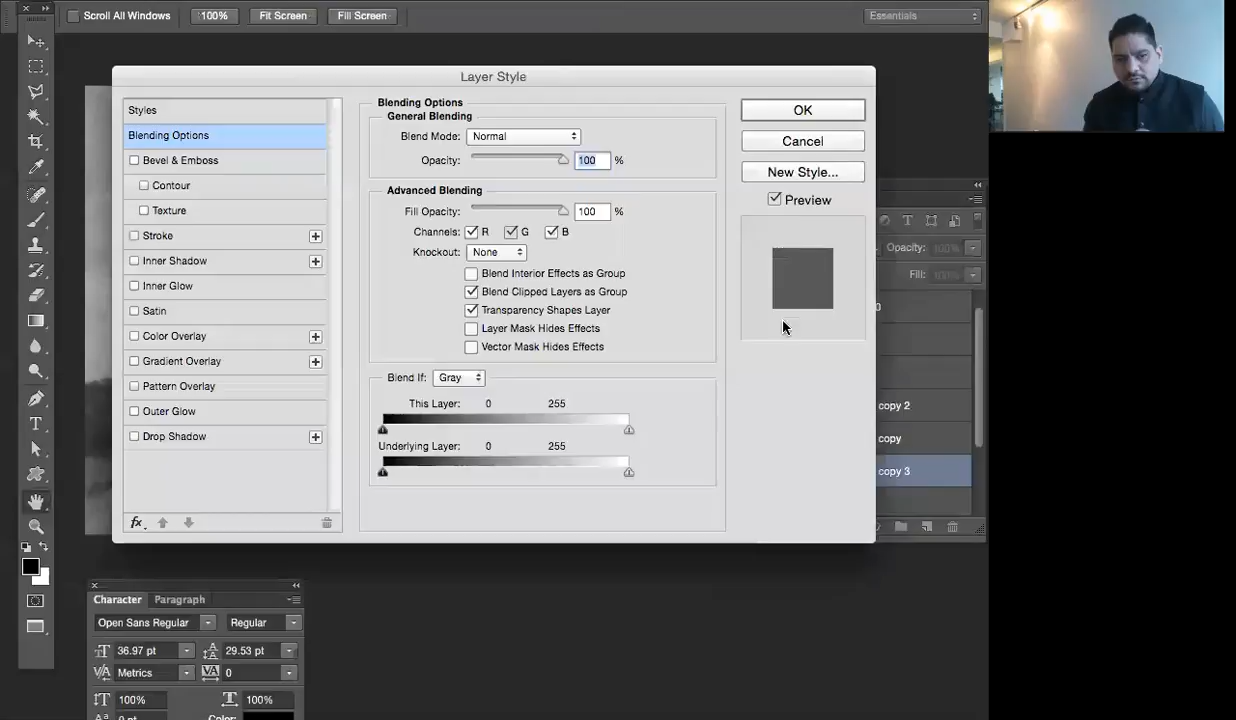 Scroll All Windows 100% Fit Screen Fill Screen Essentials
Layer Style
Styles
Blending Options
Bevel & Emboss
Contour
Texture
Stroke
Inner Shadow
Inner Glow
Satin
Color Overlay
Gradient Overlay
Pattern Overlay
Outer Glow
Drop Shadow
fx
Blending Options
General Blending
Blend Mode: Normal
Opacity: 100 %
Advanced Blending
Fill Opacity: 100 %
Channels: R G B
Knockout: None
Blend Interior Effects as Group
Blend Clipped Layers as Group
Transparency Shapes Layer
Layer Mask Hides Effects
Vector Mask Hides Effects
Blend If: Gray
This Layer: 0 255
Underlying Layer: 0 255
OK
Cancel
New Style...
Preview
Opacity: 100%
Fill:
copy 2
copy
copy 3
Character Paragraph
Open Sans Regular Regular
36.97 pt 29.53 pt
Metrics 0
100% 100%
0 pt Color: